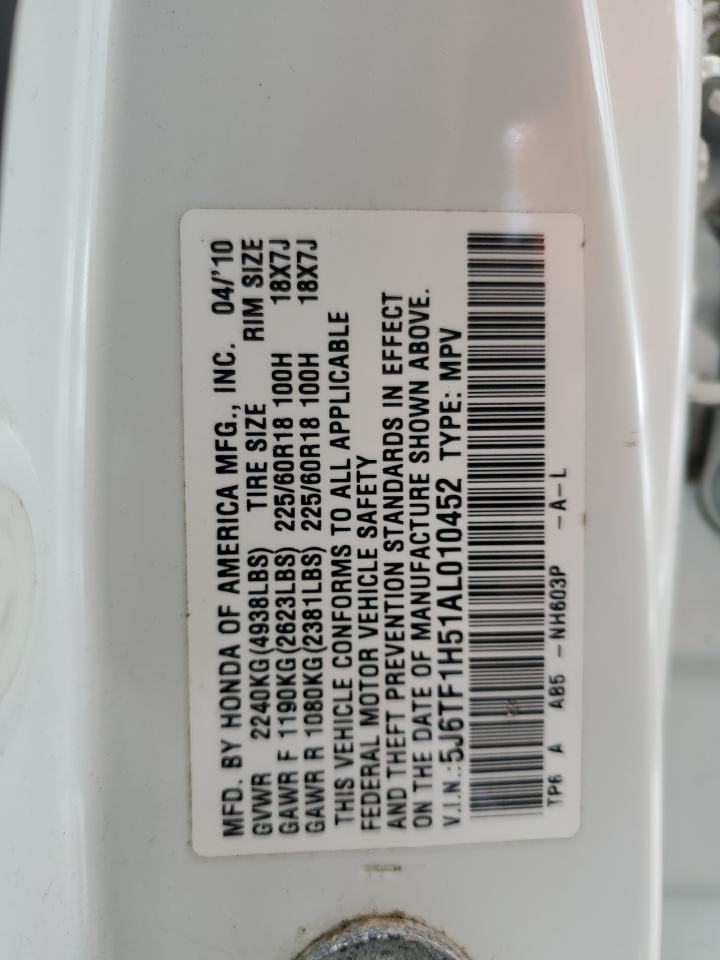 MFD. BY HONDA OF AMERICA MFG., INC. 04/'10
GVWR 2240KG(4938LBS) TIRE SIZE RIM SIZE
GAWR F 1190KG(2623LBS) 225/60R18 100H 18X7J
GAWR R 1080KG(2381LBS) 225/60R18 100H 18X7J
THIS VEHICLE CONFORMS TO ALL APPLICABLE
FEDERAL MOTOR VEHICLE SAFETY
AND THEFT PREVENTION STANDARDS IN EFFECT
ON THE DATE OF MANUFACTURE SHOWN ABOVE.
V.I.N.:5J6TF1H51AL010452 TYPE: MPV
TP6 A AB5 -NH603P -A-L